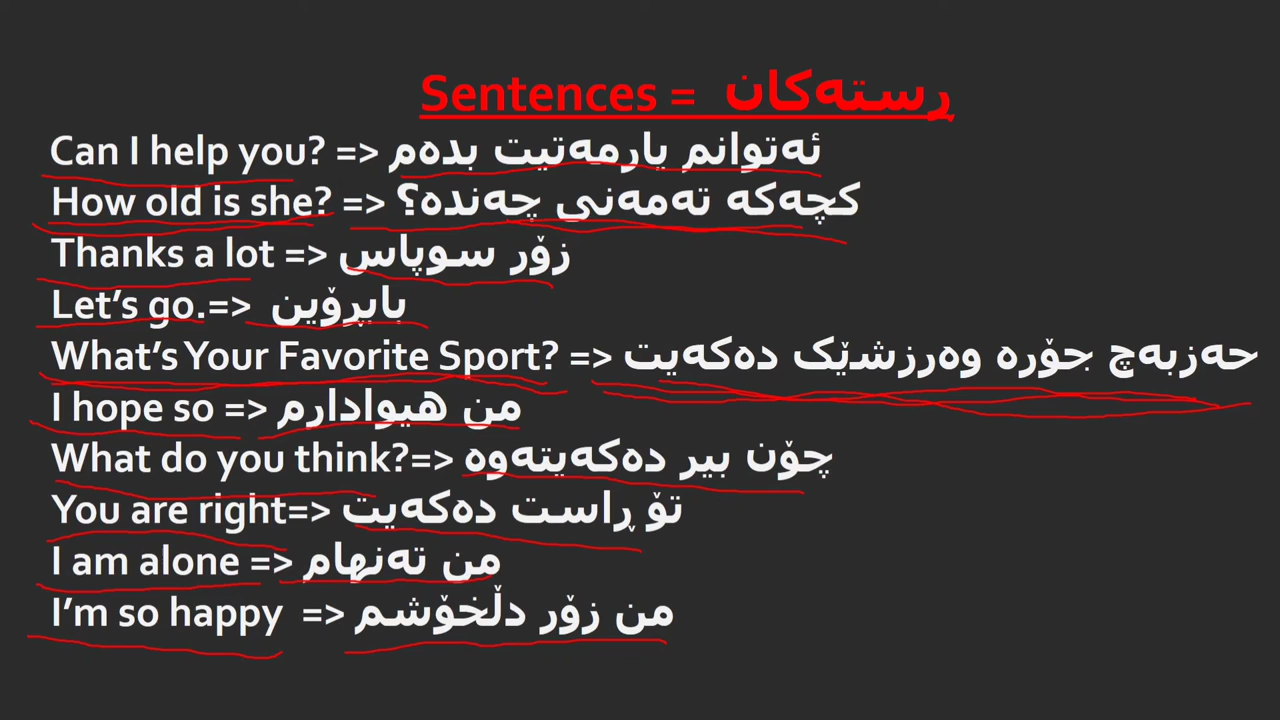 Sentences = ڕستەکان
Can I help you? => ئەتوانم یارمەتیت بدەم
How old is she? => کچەکە تەمەنی چەندە؟
Thanks a lot => زۆر سوپاس
Let’s go.=> بابڕۆین
What’s Your Favorite Sport? => حەزبەچ جۆرە وەرزشێک دەکەیت
I hope so => من هیوادارم
What do you think?=> چۆن بیر دەکەیتەوە
You are right=> تۆ ڕاست دەکەیت
I am alone => من تەنهام
I’m so happy => من زۆر دڵخۆشم